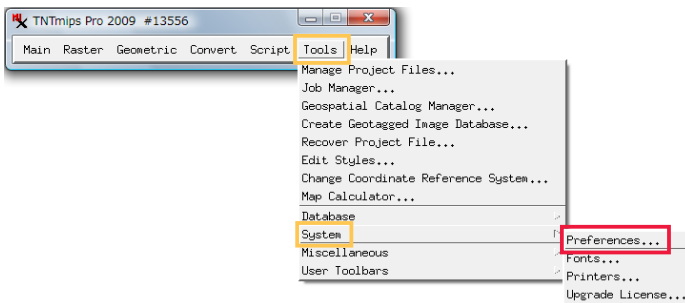 TNTmips Pro 2009 #13556
Main Raster Geometric Convert Script Tools Help
Manage Project Files...
Job Manager...
Geospatial Catalog Manager...
Create Geotagged Image Database...
Recover Project File...
Edit Styles...
Change Coordinate Reference System...
Map Calculator...
Database
System
Miscellaneous
User Toolbars
Preferences...
Fonts...
Printers...
Upgrade License...